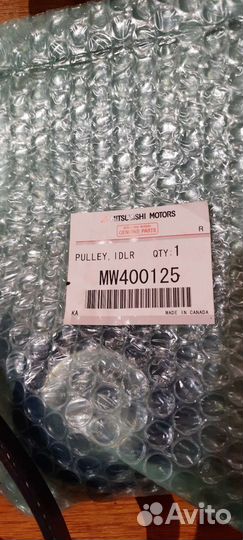 MITSUBISHI MOTORS
GENUINE PARTS
R
PULLEY, IDLR QTY:1
MW400125
KA MADE IN CANADA
Avito